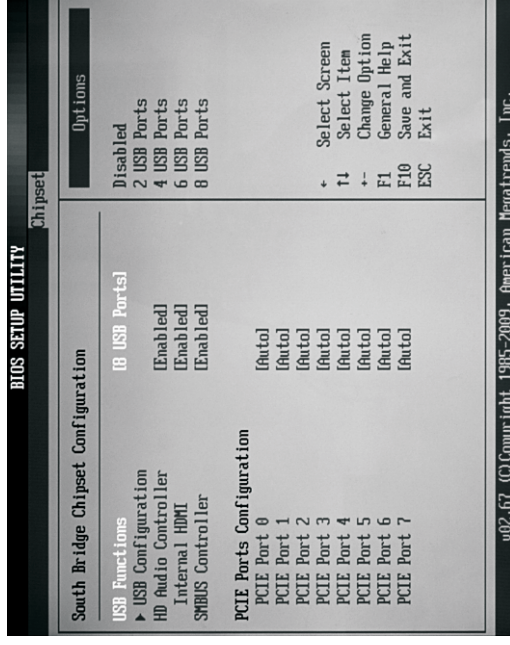 BIOS SETUP UTILITY
Chipset
South Bridge Chipset Configuration
USB Functions [8 USB Ports]
► USB Configuration
HD Audio Controller [Enabled]
Internal HDMI [Enabled]
SMBUS Controller [Enabled]
PCIE Ports Configuration
PCIE Port 0 [Auto]
PCIE Port 1 [Auto]
PCIE Port 2 [Auto]
PCIE Port 3 [Auto]
PCIE Port 4 [Auto]
PCIE Port 5 [Auto]
PCIE Port 6 [Auto]
PCIE Port 7 [Auto]
Options
Disabled
2 USB Ports
4 USB Ports
6 USB Ports
8 USB Ports
← Select Screen
↑↓ Select Item
+- Change Option
F1 General Help
F10 Save and Exit
ESC Exit
v02.67 (C)Copyright 1985-2009, American Megatrends, Inc.